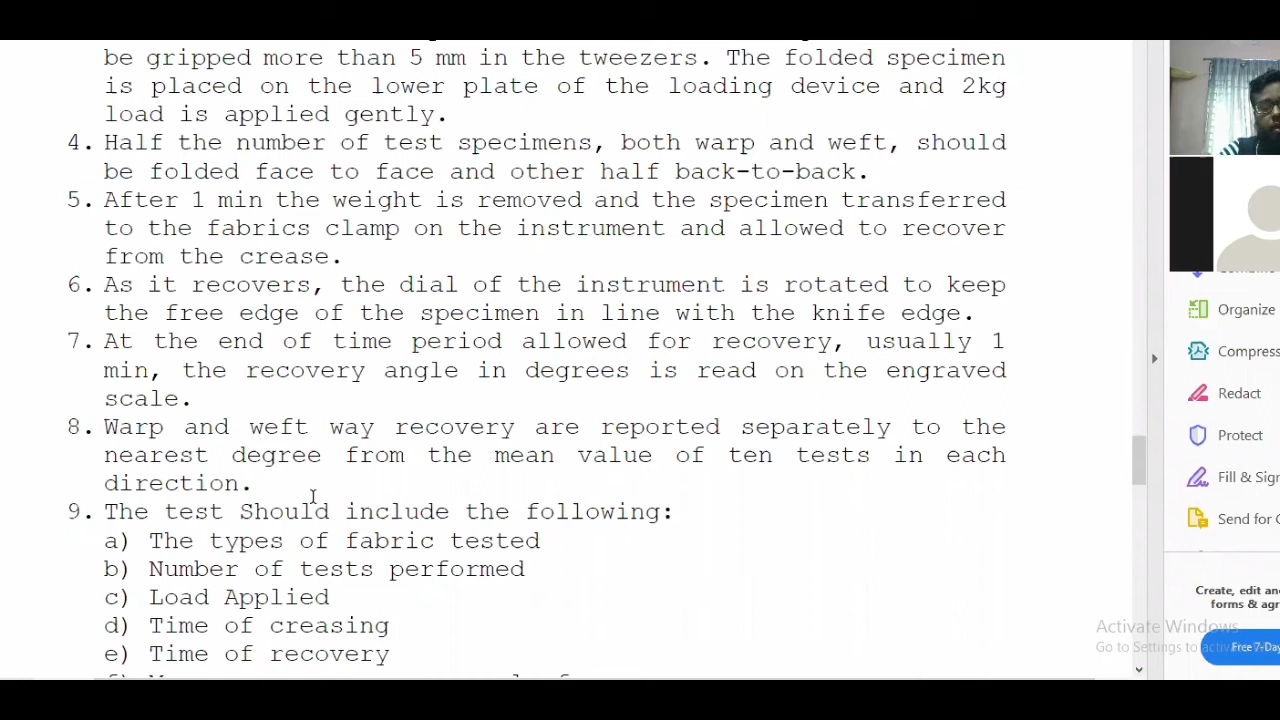 be gripped more than 5 mm in the tweezers. The folded specimen
is placed on the lower plate of the loading device and 2kg
load is applied gently.
4. Half the number of test specimens, both warp and weft, should
be folded face to face and other half back-to-back.
5. After 1 min the weight is removed and the specimen transferred
to the fabrics clamp on the instrument and allowed to recover
from the crease.
6. As it recovers, the dial of the instrument is rotated to keep
the free edge of the specimen in line with the knife edge.
7. At the end of time period allowed for recovery, usually 1
min, the recovery angle in degrees is read on the engraved
scale.
8. Warp and weft way recovery are reported separately to the
nearest degree from the mean value of ten tests in each
direction.
9. The test Should include the following:
a) The types of fabric tested
b) Number of tests performed
c) Load Applied
d) Time of creasing
e) Time of recovery
Organize
Compress
Redact
Protect
Fill & Sign
Send for C
Create, edit and
forms & agr
Free 7-Da
Activate Windows
Go to Settings to activa